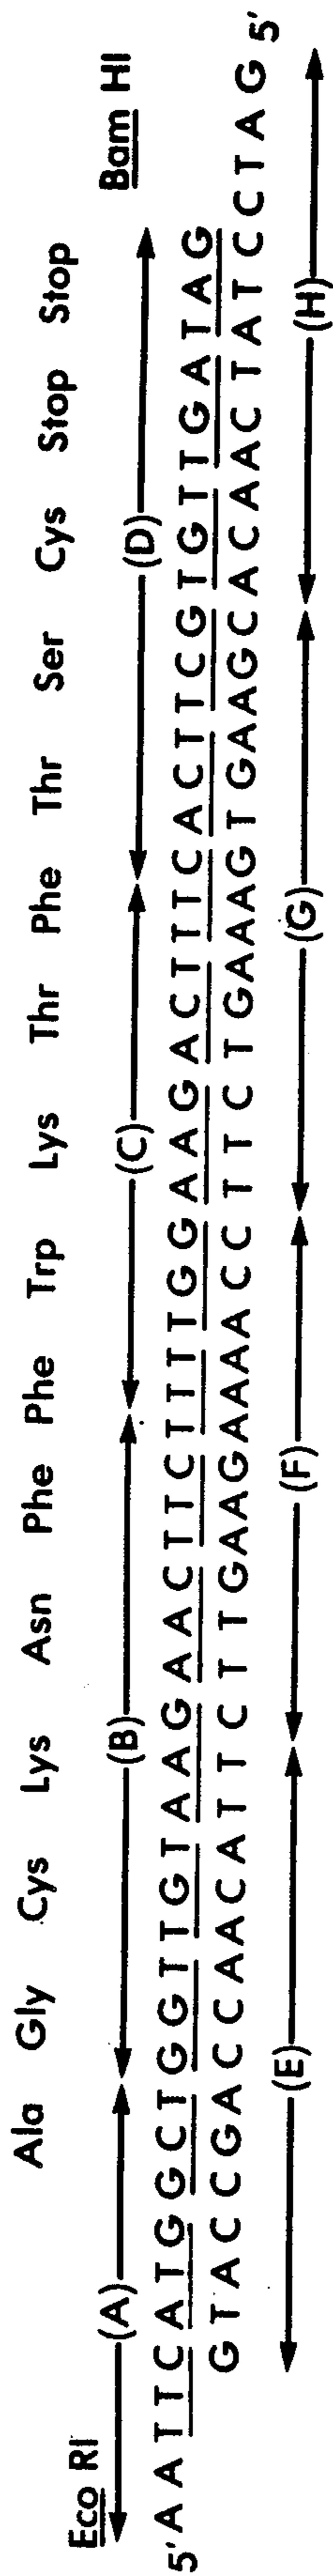 Ala Gly Cys Lys Asn Phe Phe Trp Lys Thr Phe Thr Ser Cys Stop Stop
Eco RI Bam HI
(A) (B) (C) (D)
5' A A T T C A T G G C T G G T T G T A A G A A C T T C T T T T G G A A G A C T T T C A C T T C G T G T T G A T A G
G T A C C G A C C A A C A T T C T T G A A G A A A A C C T T C T G A A A G T G A A G C A C A A C T A T C C T A G 5'
(E) (F) (G) (H)